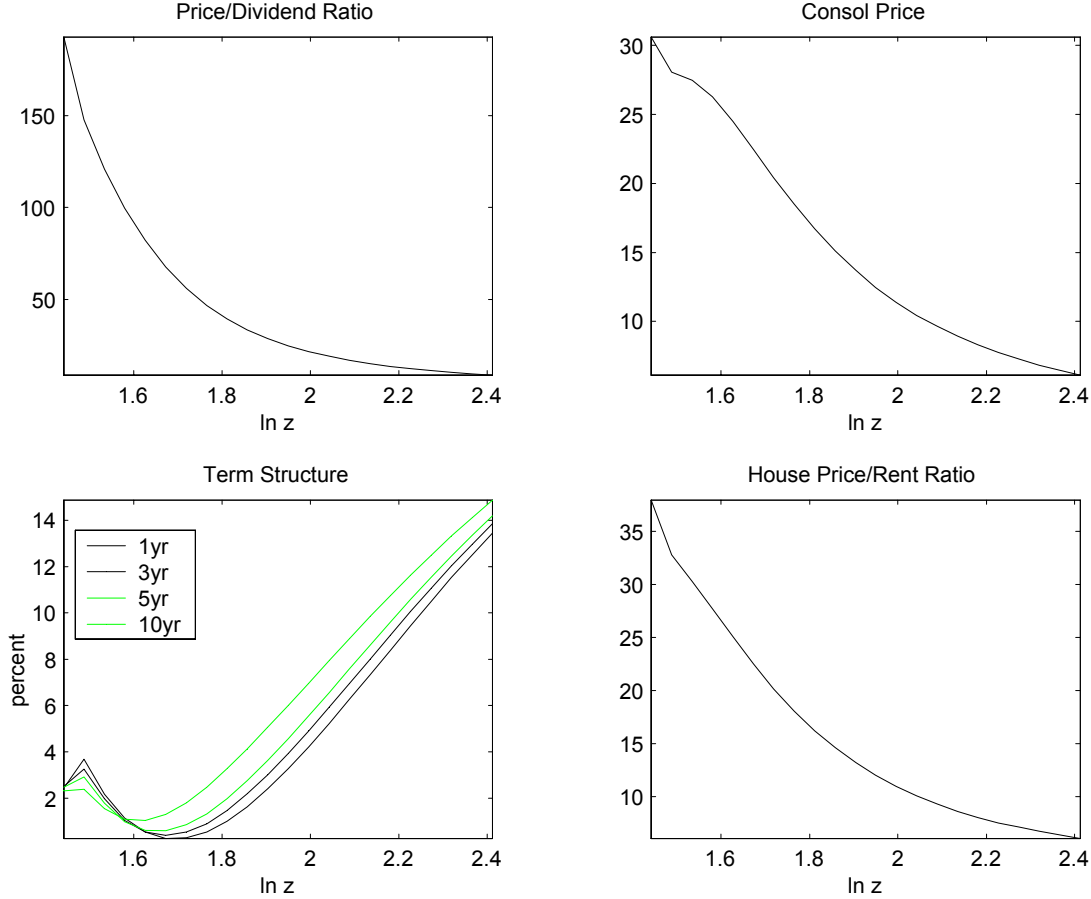 Price/Dividend Ratio
150
100
50
1.6 1.8 2 2.2 2.4
ln z
Consol Price
30
25
20
15
10
1.6 1.8 2 2.2 2.4
ln z
Term Structure
14
12
10
8
6
4
2
percent
1yr
3yr
5yr
10yr
1.6 1.8 2 2.2 2.4
ln z
House Price/Rent Ratio
35
30
25
20
15
10
1.6 1.8 2 2.2 2.4
ln z